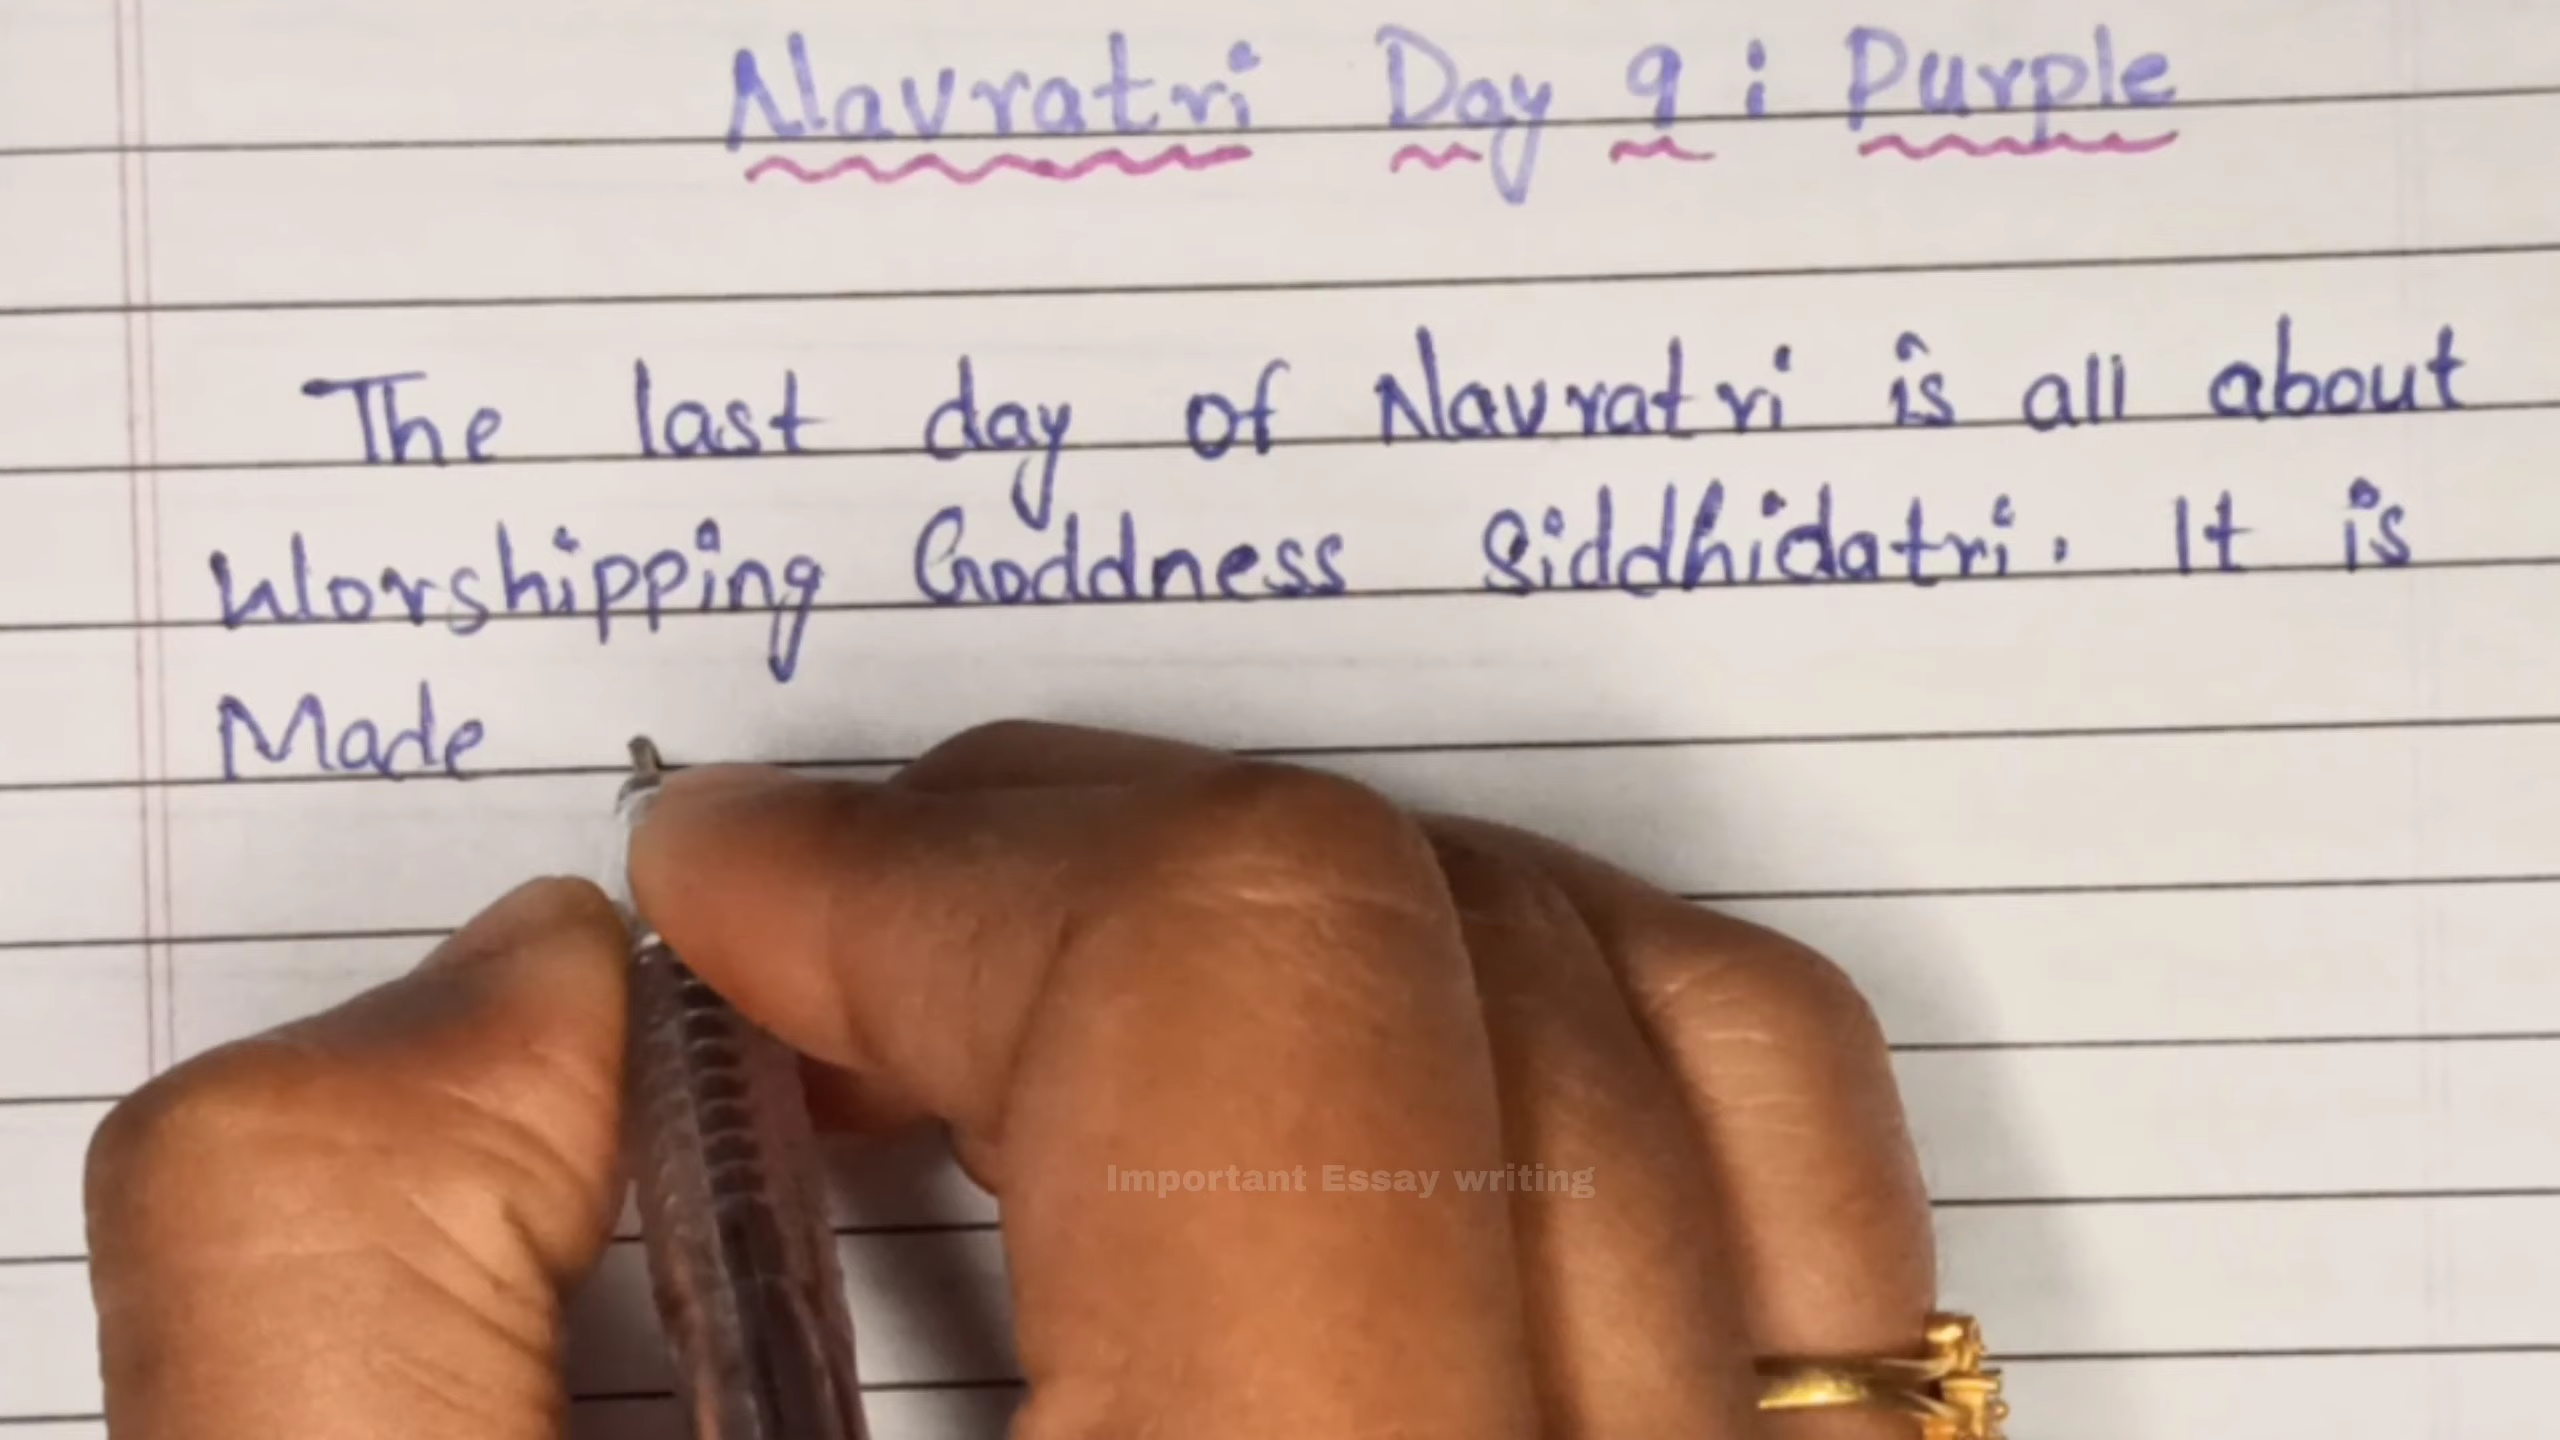 Navratri Day 9 : Purple
The last day of Navratri is all about
Worshipping Goddness Siddhidatri. It is
Made
Important Essay writing